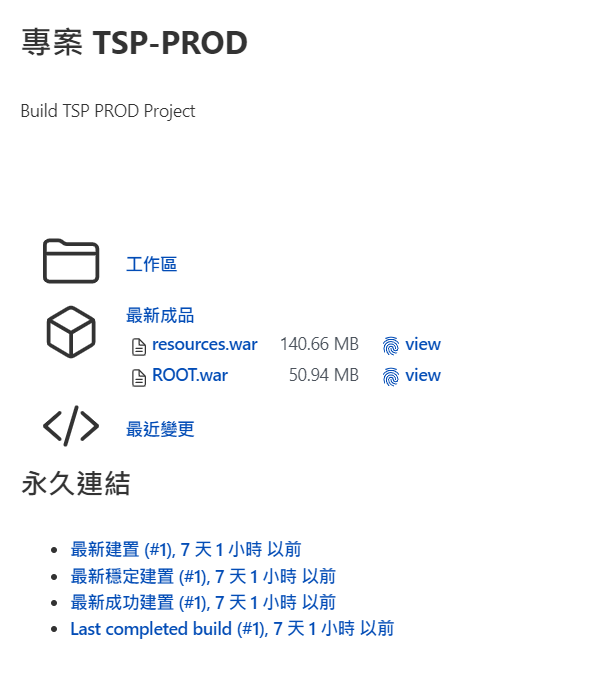 專案 TSP-PROD
Build TSP PROD Project
工作區
最新成品
resources.war 140.66 MB view
ROOT.war 50.94 MB view
最近變更
永久連結
最新建置 (#1), 7 天 1 小時 以前
最新穩定建置 (#1), 7 天 1 小時 以前
最新成功建置 (#1), 7 天 1 小時 以前
Last completed build (#1), 7 天 1 小時 以前